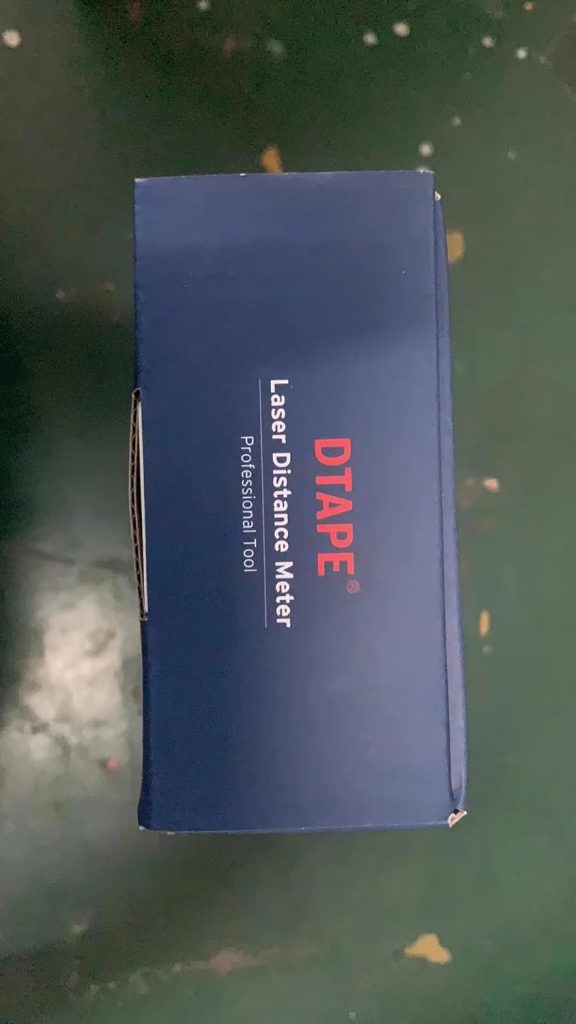 DTAPE®
Laser Distance Meter
Professional Tool